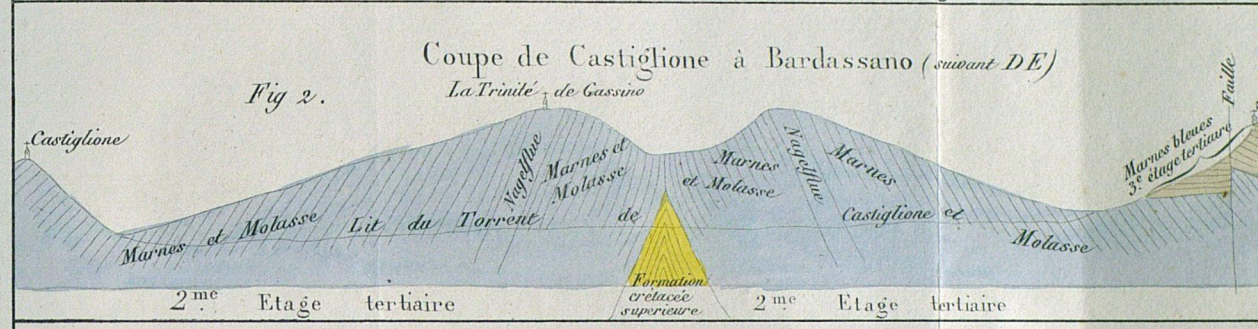 Coupe de Castiglione à Bardassano (suivant DE)
Fig 2.
La Trinité de Gassino
Castiglione
Faille
Marnes bleues
3e étage tertiaire
Nagelflue
Marnes et
Molasse
Marnes
et Molasse
Nagelflue
Marnes
Marnes et Molasse
Lit du Torrent de Castiglione et
Molasse
Formation
crétacée
superieure
2me. Etage tertiaire
2me. Etage tertiaire